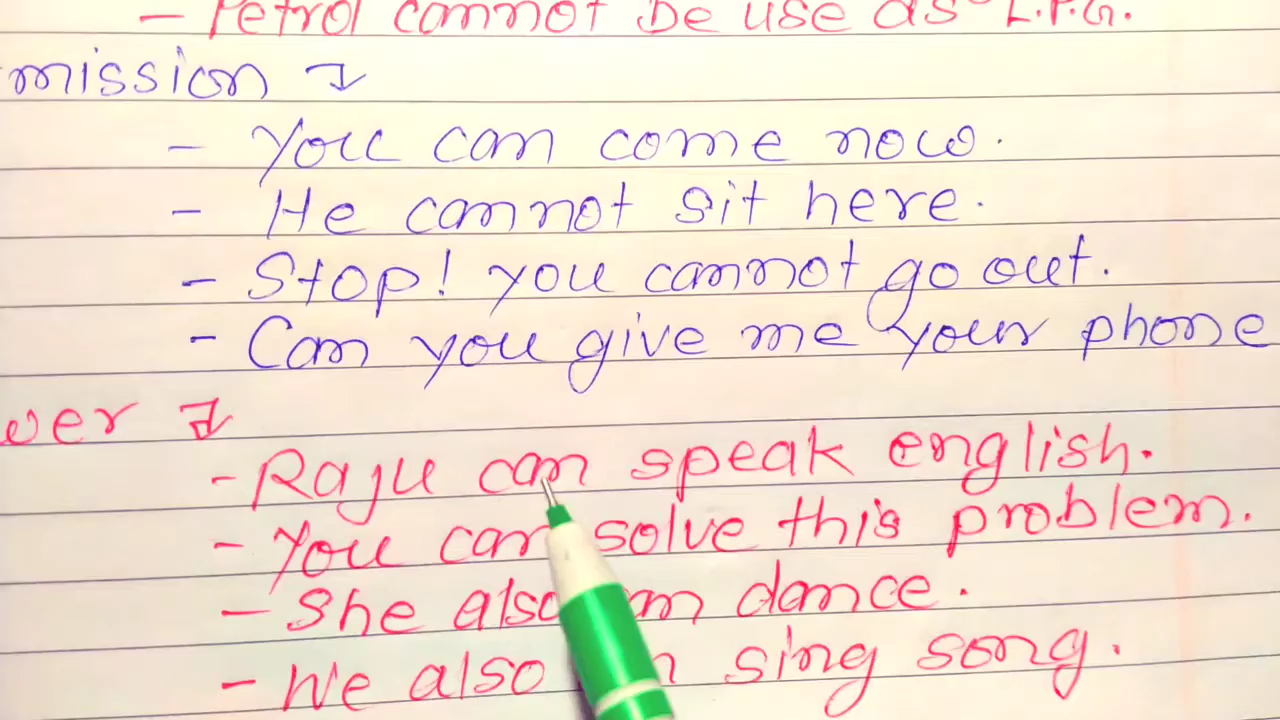 - Petrol cannot be use as L.P.G.
mission
- You can come now.
- He cannot sit here.
- Stop! you cannot go out.
- Can you give me your phone
wer
- Raju can speak english.
- You can solve this problem.
- She also can dance.
- We also sing song.